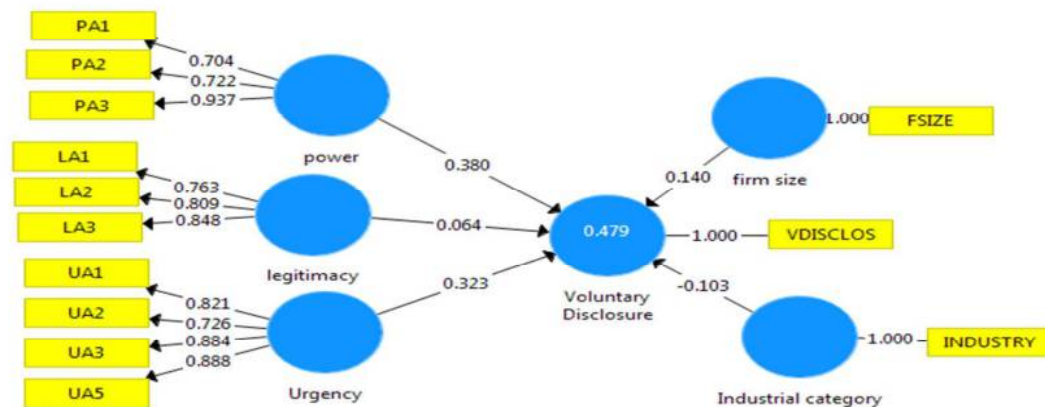 PA1
PA2
PA3
0.704
0.722
0.937
power
0.380
LA1
LA2
LA3
0.763
0.809
0.848
legitimacy
0.064
UA1
UA2
UA3
UA5
0.821
0.726
0.884
0.888
Urgency
0.323
0.479
Voluntary
Disclosure
1.000
VDISCLOS
firm size
1.000
FSIZE
0.140
-0.103
Industrial category
1.000
INDUSTRY